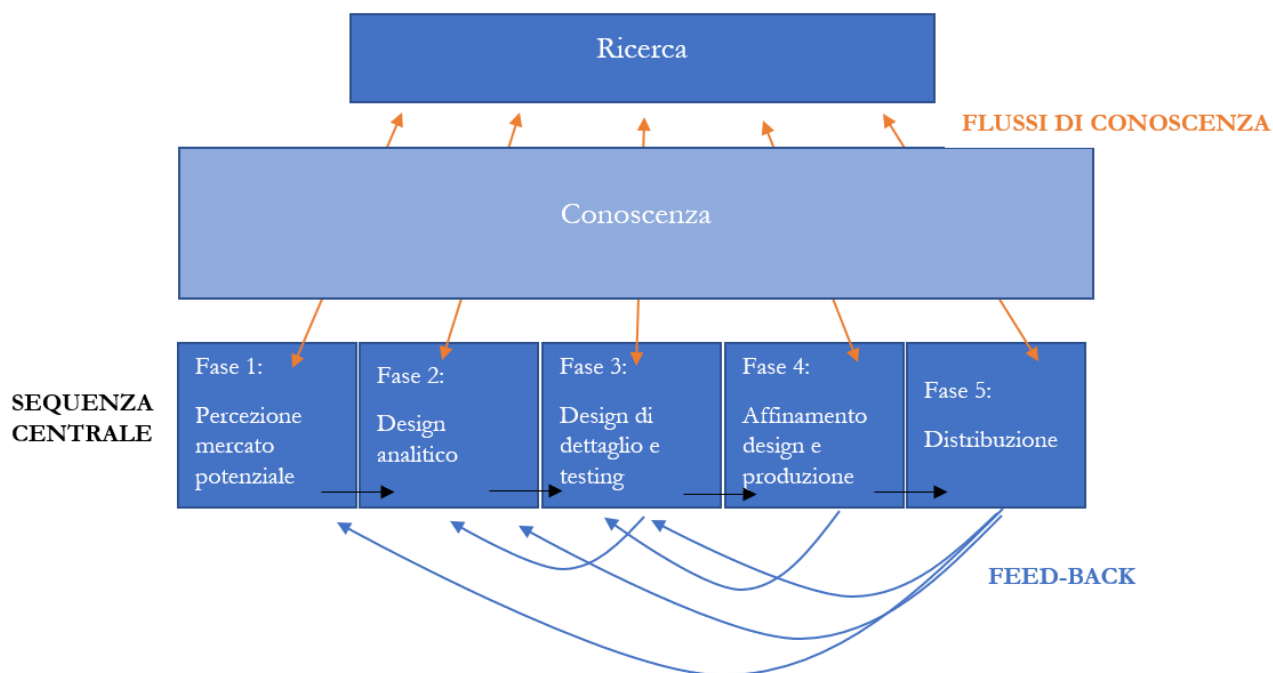 Ricerca
FLUSSI DI CONOSCENZA
Conoscenza
SEQUENZA
CENTRALE
Fase 1:
Percezione
mercato
potenziale
Fase 2:
Design
analitico
Fase 3:
Design di
dettaglio e
testing
Fase 4:
Affinamento
design e
produzione
Fase 5:
Distribuzione
FEED-BACK